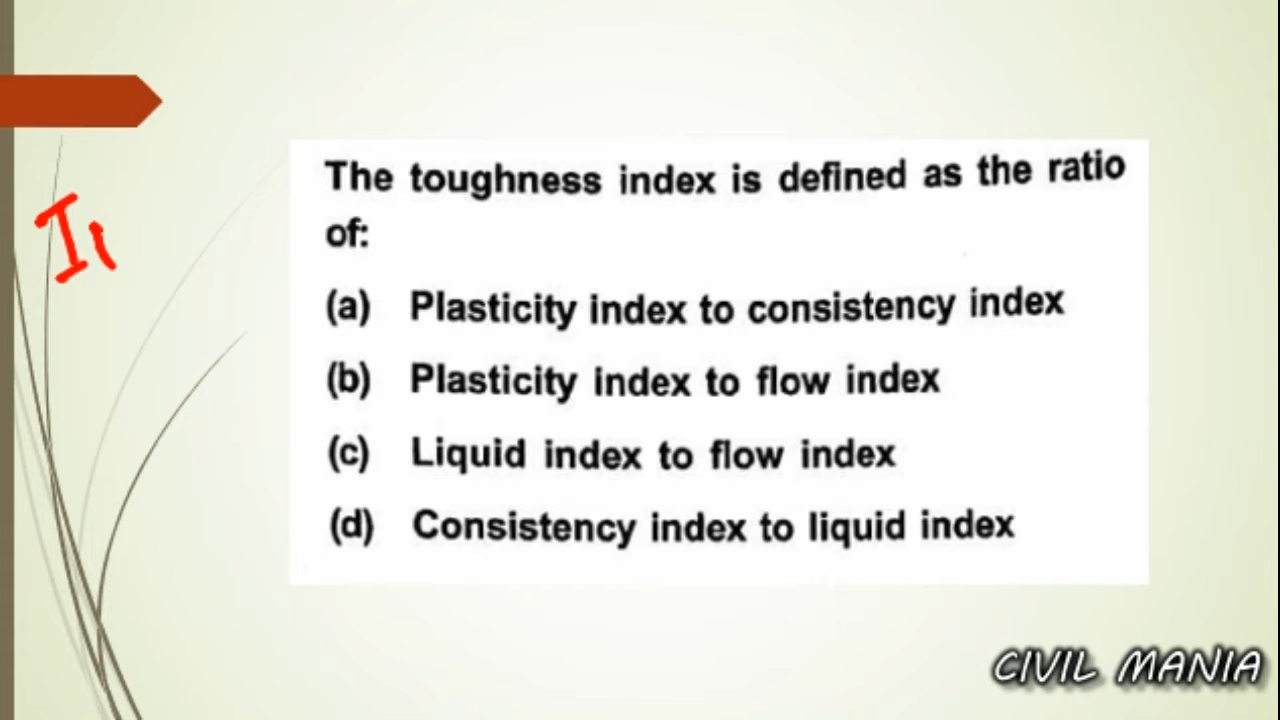 The toughness index is defined as the ratio
of:
(a) Plasticity index to consistency index
(b) Plasticity index to flow index
(c) Liquid index to flow index
(d) Consistency index to liquid index
CIVIL MANIA